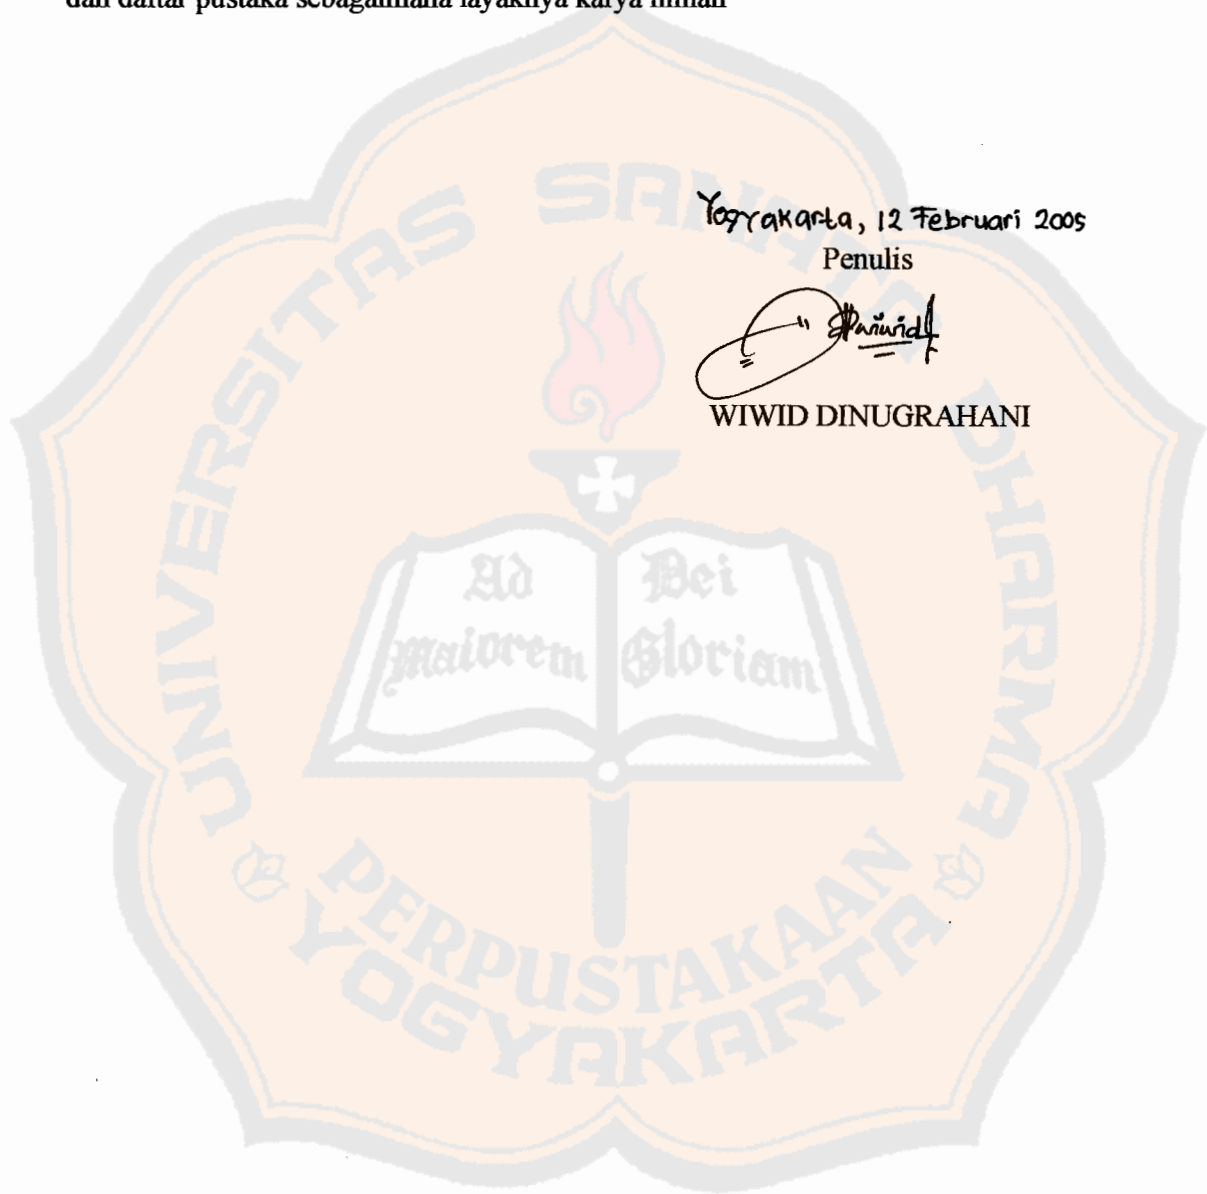 dan daftar pustaka sebagaimana layaknya karya ilmiah
Yogyakarta, 12 Februari 2005
Penulis
Wiwid
WIWID DINUGRAHANI
UNIVERSITAS SANATA DHARMA
Ad Dei
Maiorem Gloriam
PERPUSTAKAAN
YOGYAKARTA